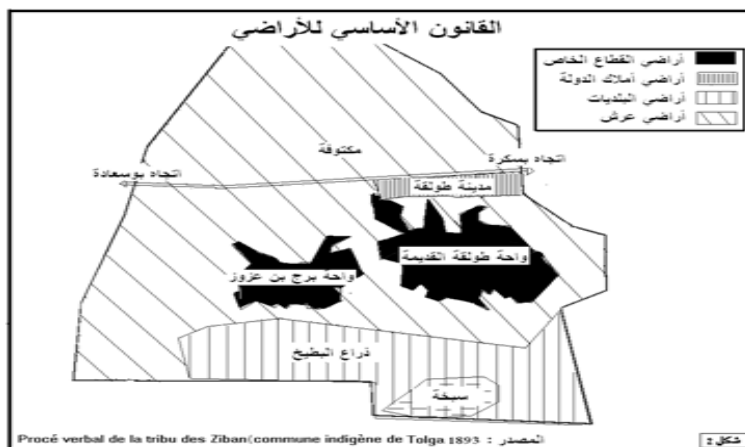 القانون الأساسي للأراضي
أراضي القطاع الخاص
أراضي أملاك الدولة
أراضي البلديات
أراضي عرش
مكتوفة
اتجاه بسكرة
اتجاه بوسعادة
مدينة طولقة
واحة طولقة القديمة
واحة برج بن عزوز
ذراع البطيخ
سبخة
المصدر : Procé verbal de la tribu des Ziban(commune indigène de Tolga 1893
شكل:2